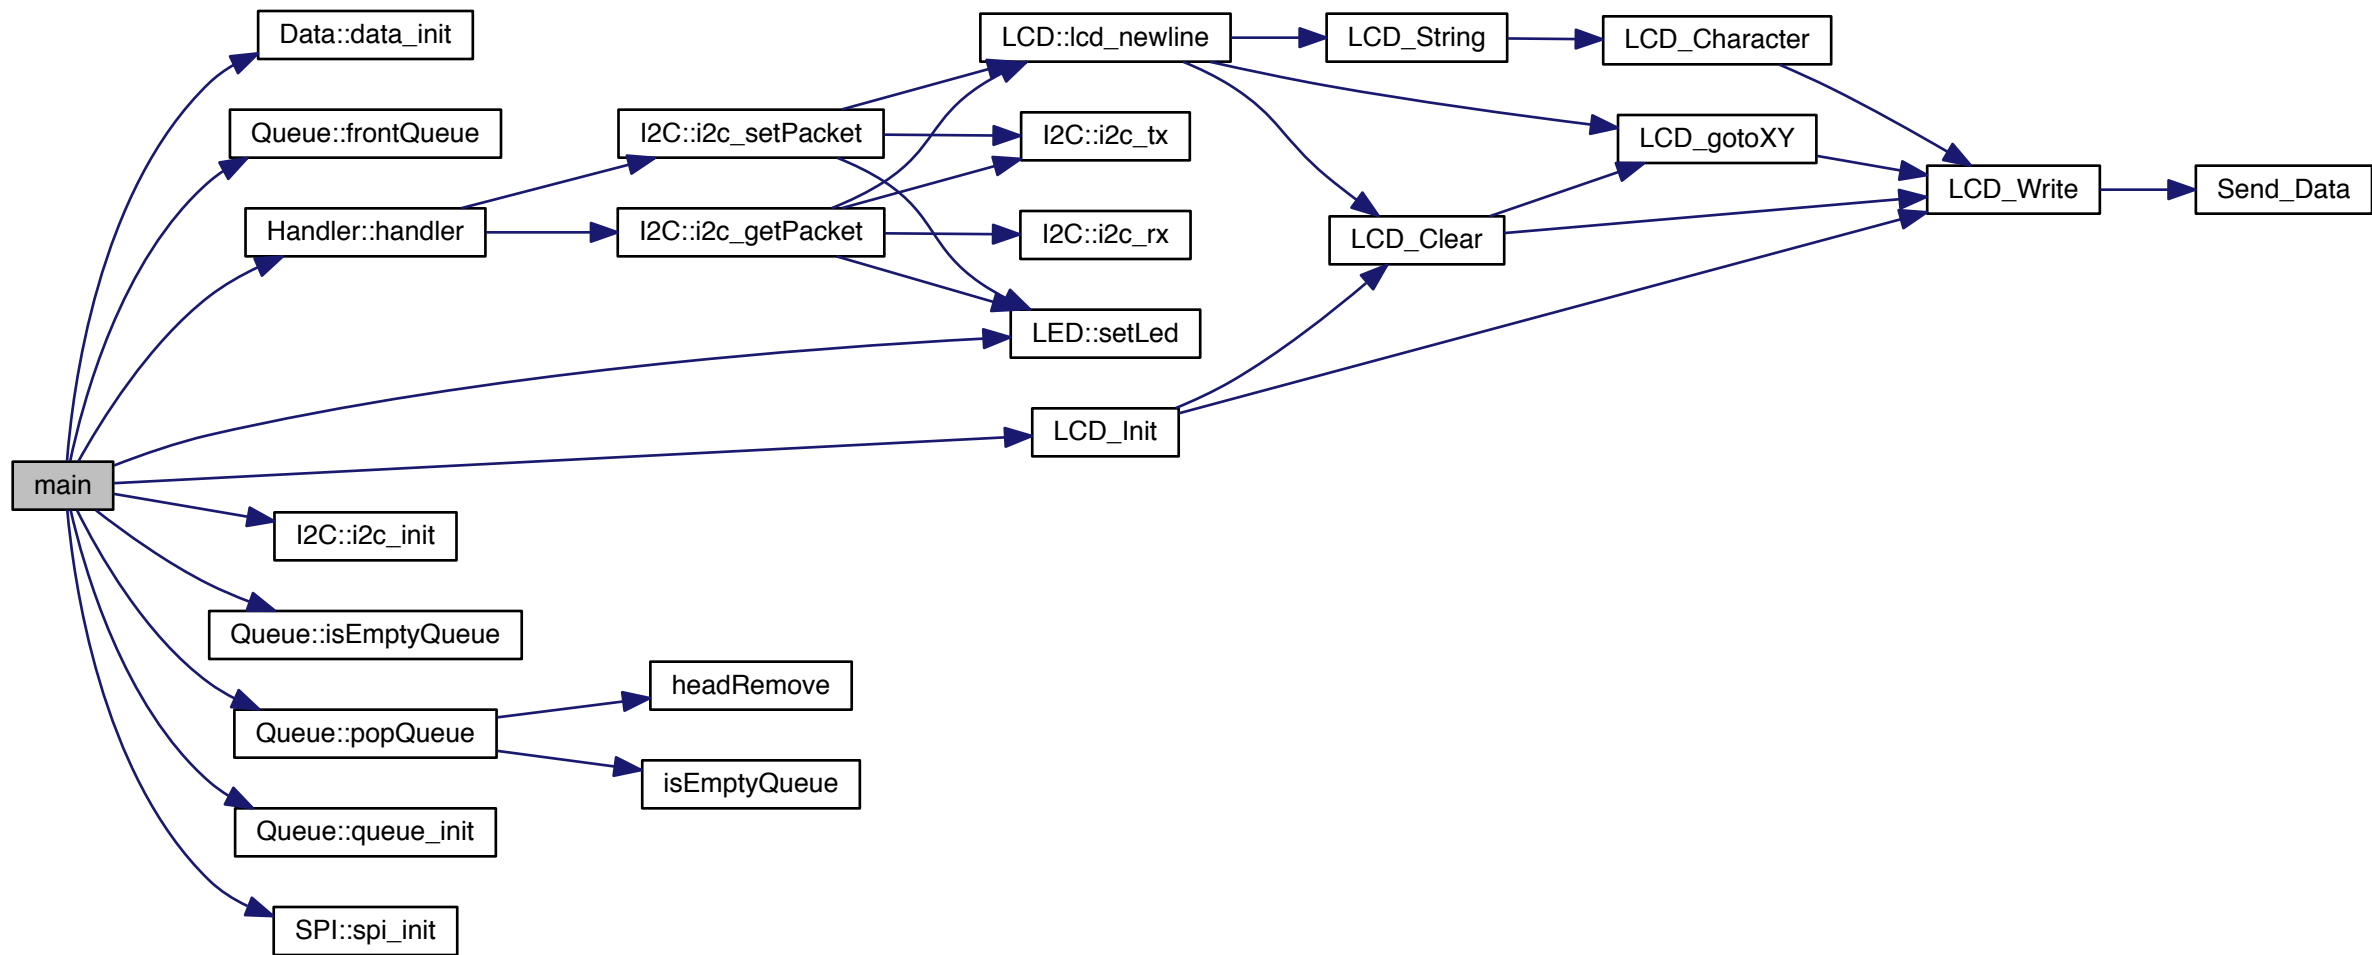 main
Data::data_init
Queue::frontQueue
Handler::handler
I2C::i2c_setPacket
I2C::i2c_getPacket
LCD::lcd_newline
I2C::i2c_tx
I2C::i2c_rx
LED::setLed
LCD_Init
LCD_String
LCD_Character
LCD_gotoXY
LCD_Clear
LCD_Write
Send_Data
I2C::i2c_init
Queue::isEmptyQueue
Queue::popQueue
headRemove
isEmptyQueue
Queue::queue_init
SPI::spi_init